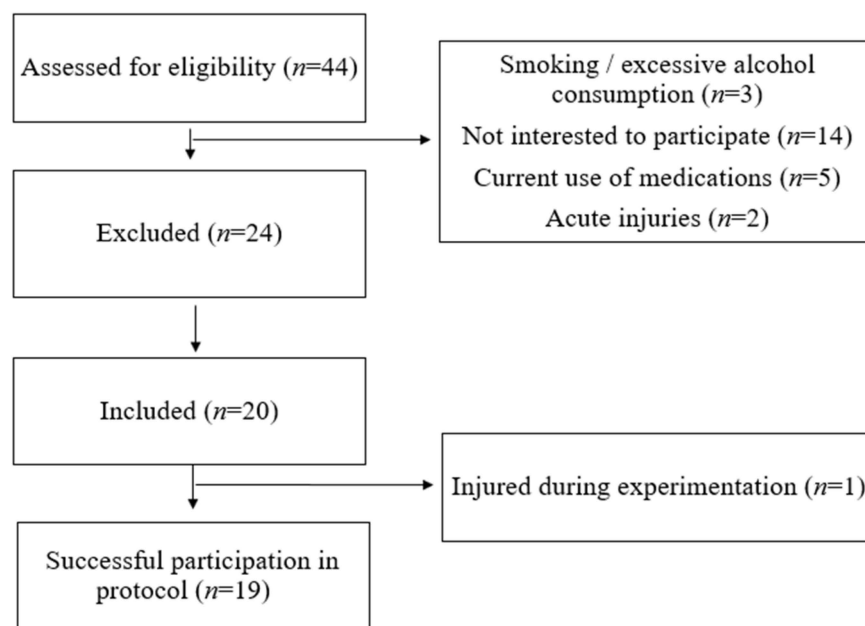 Assessed for eligibility (n=44)
Smoking / excessive alcohol
consumption (n=3)
Not interested to participate (n=14)
Current use of medications (n=5)
Acute injuries (n=2)
Excluded (n=24)
Included (n=20)
Injured during experimentation (n=1)
Successful participation in
protocol (n=19)